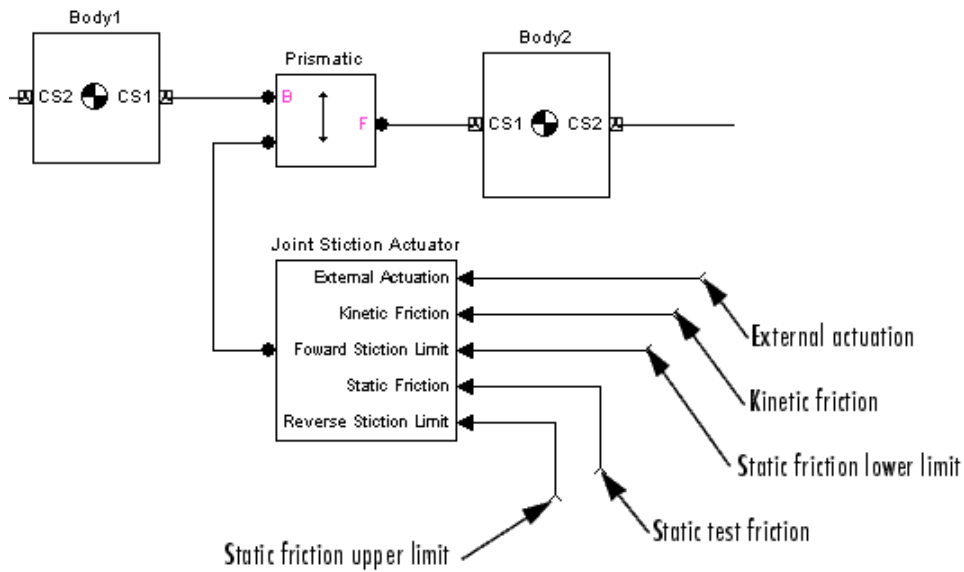 Body1
Prismatic
Body2
CS2 CS1
B
F
CS1 CS2
Joint Stiction Actuator
External Actuation
Kinetic Friction
Foward Stiction Limit
Static Friction
Reverse Stiction Limit
External actuation
Kinetic friction
Static friction lower limit
Static test friction
Static friction upper limit